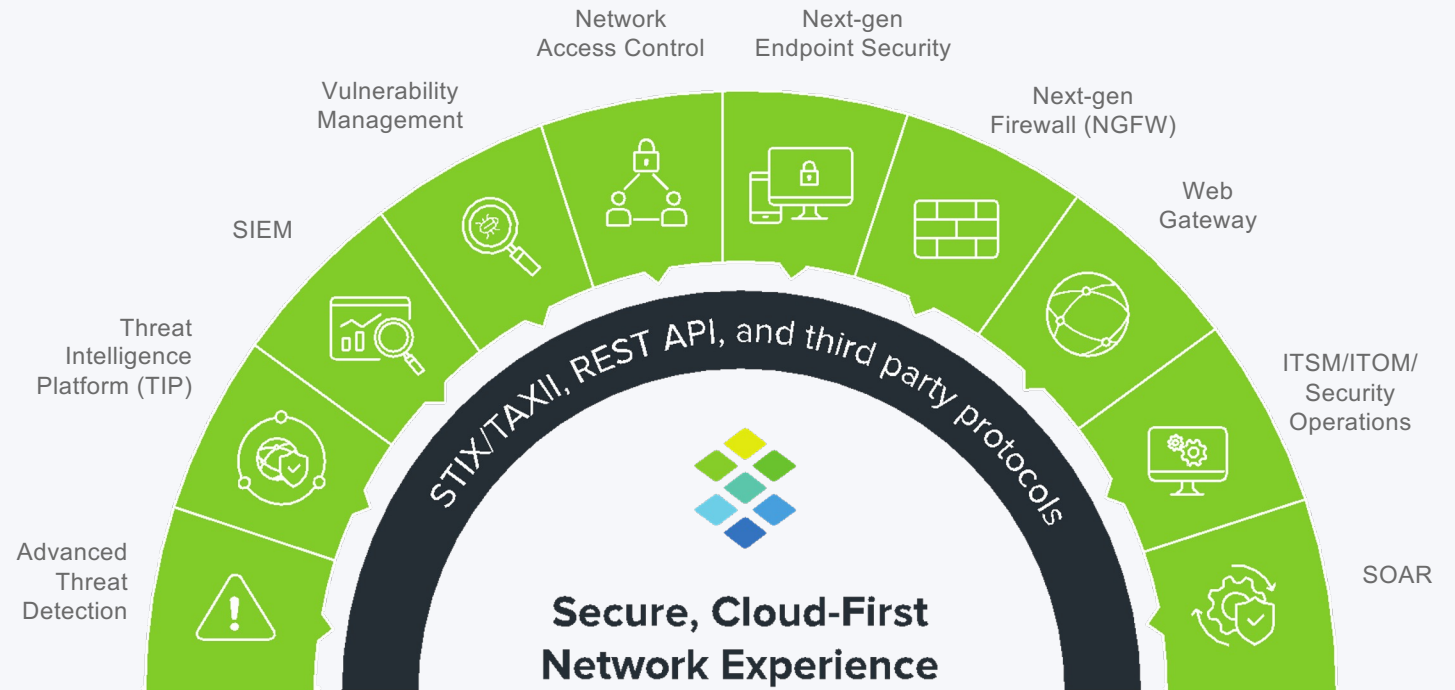 Network
Access Control
Next-gen
Endpoint Security
Vulnerability
Management
Next-gen
Firewall (NGFW)
SIEM
Web
Gateway
Threat
Intelligence
Platform (TIP)
ITSM/ITOM/
Security
Operations
Advanced
Threat
Detection
SOAR
STIX/TAXII, REST API, and third party protocols
Secure, Cloud-First
Network Experience